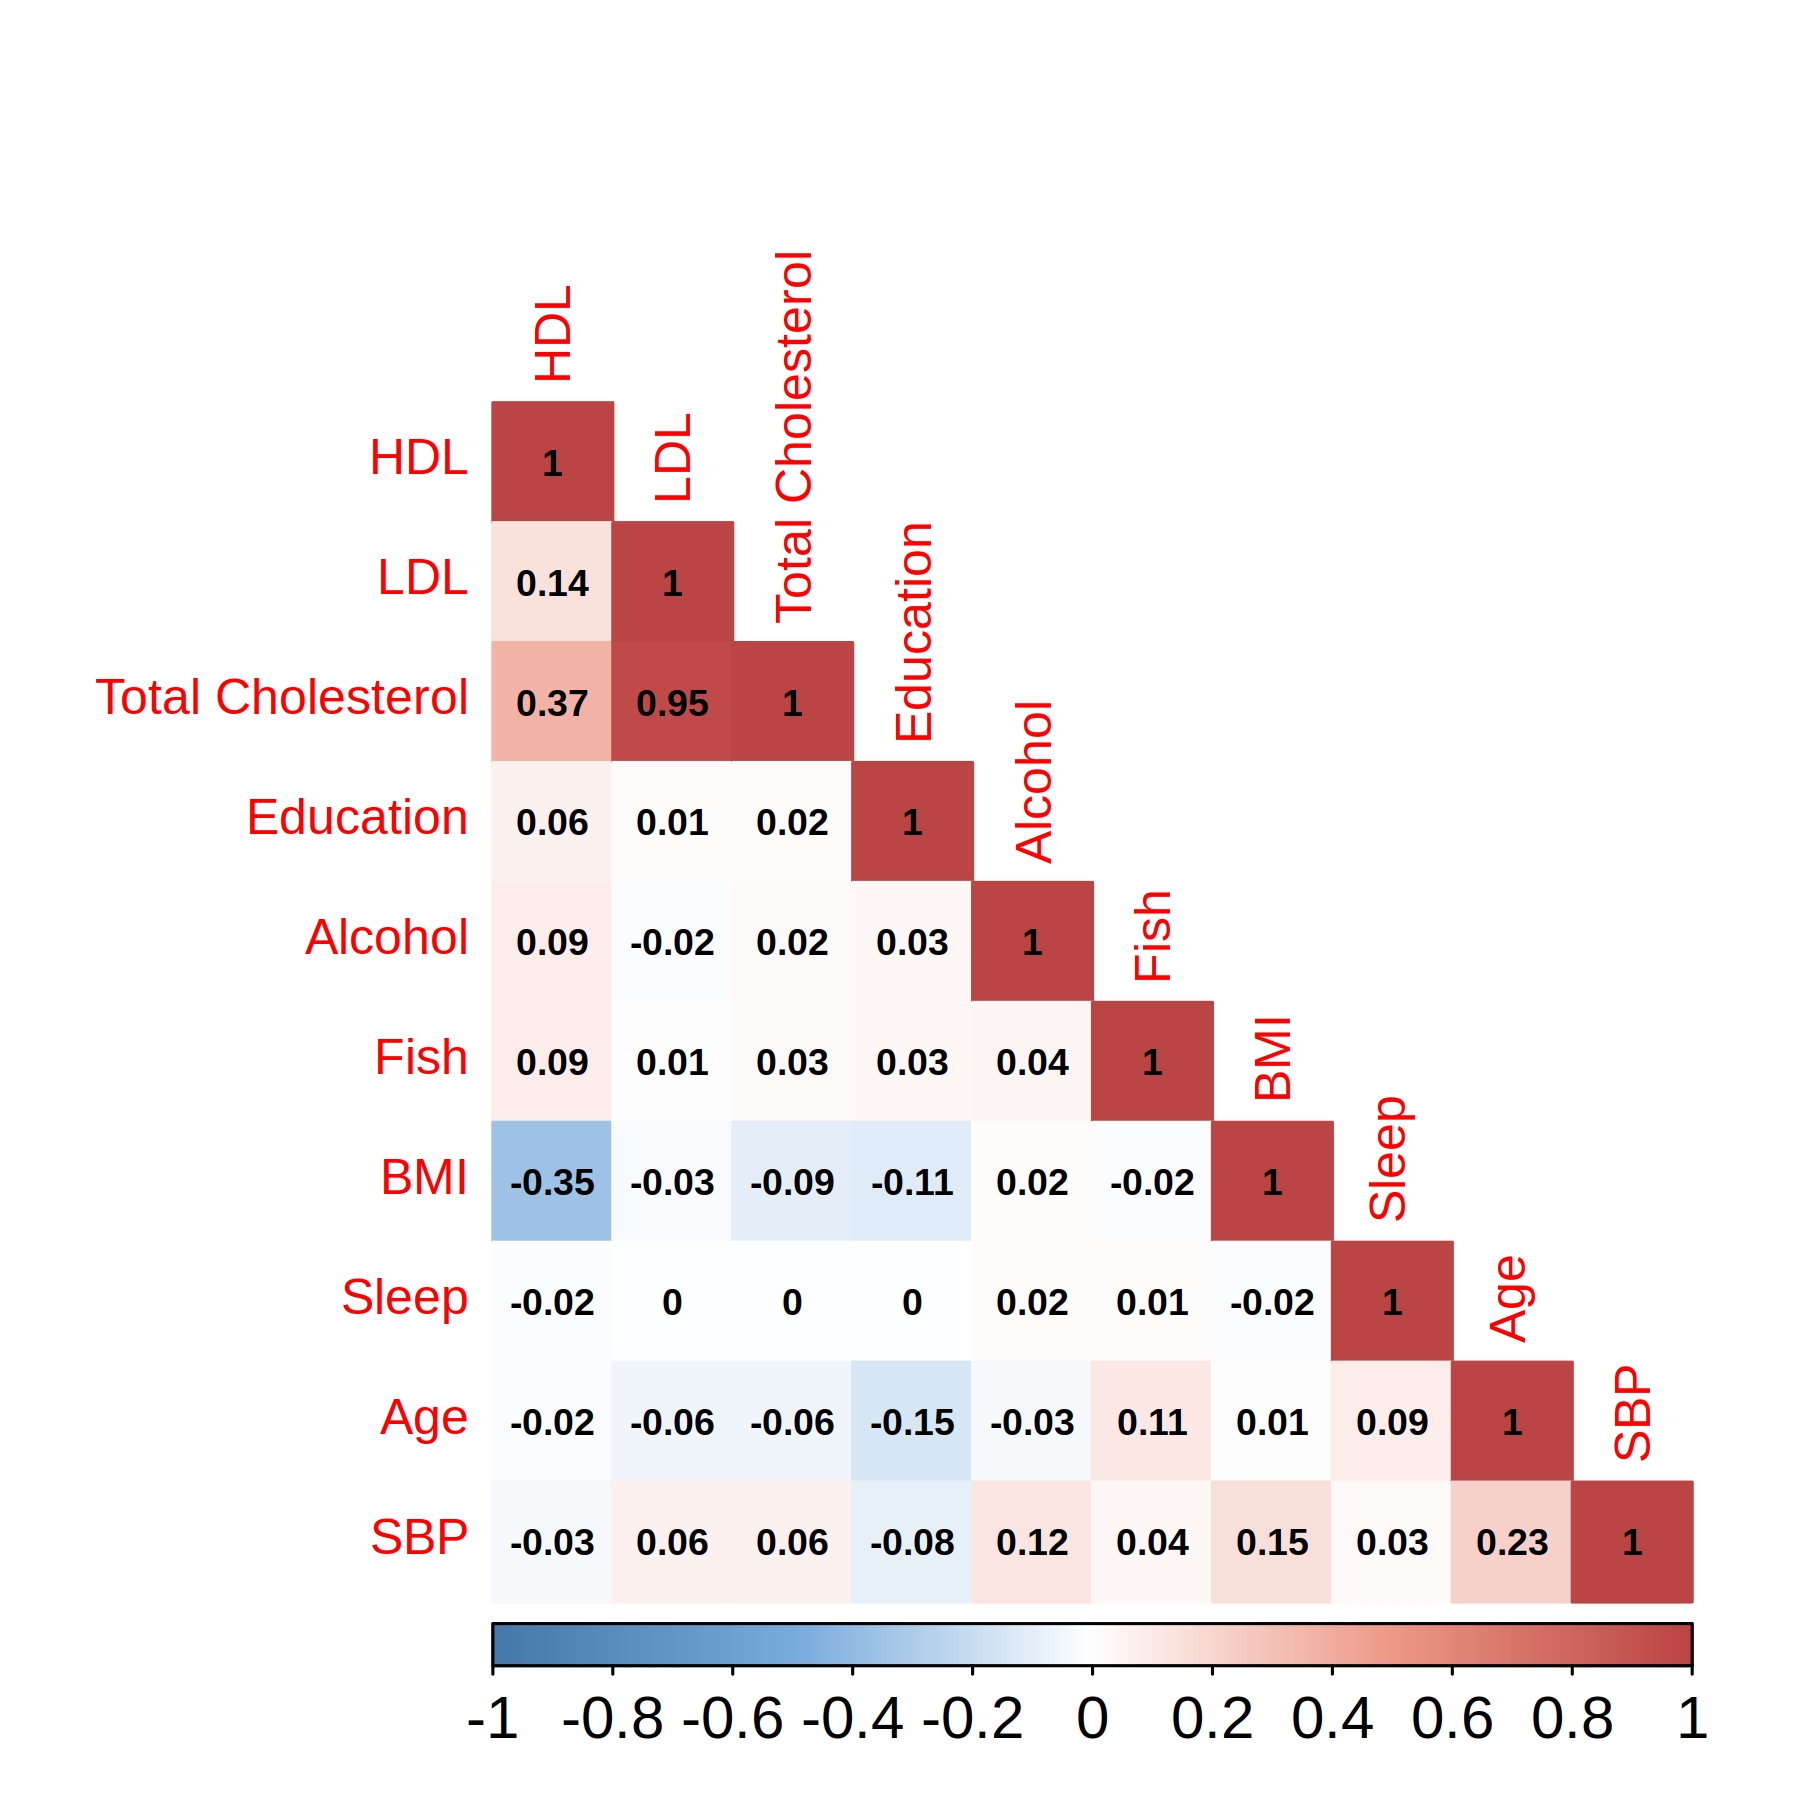 HDL
LDL
Total Cholesterol
Education
Alcohol
Fish
BMI
Sleep
Age
SBP
HDL 1
LDL 0.14 1
Total Cholesterol 0.37 0.95 1
Education 0.06 0.01 0.02 1
Alcohol 0.09 -0.02 0.02 0.03 1
Fish 0.09 0.01 0.03 0.03 0.04 1
BMI -0.35 -0.03 -0.09 -0.11 0.02 -0.02 1
Sleep -0.02 0 0 0 0.02 0.01 -0.02 1
Age -0.02 -0.06 -0.06 -0.15 -0.03 0.11 0.01 0.09 1
SBP -0.03 0.06 0.06 -0.08 0.12 0.04 0.15 0.03 0.23 1
-1 -0.8 -0.6 -0.4 -0.2 0 0.2 0.4 0.6 0.8 1